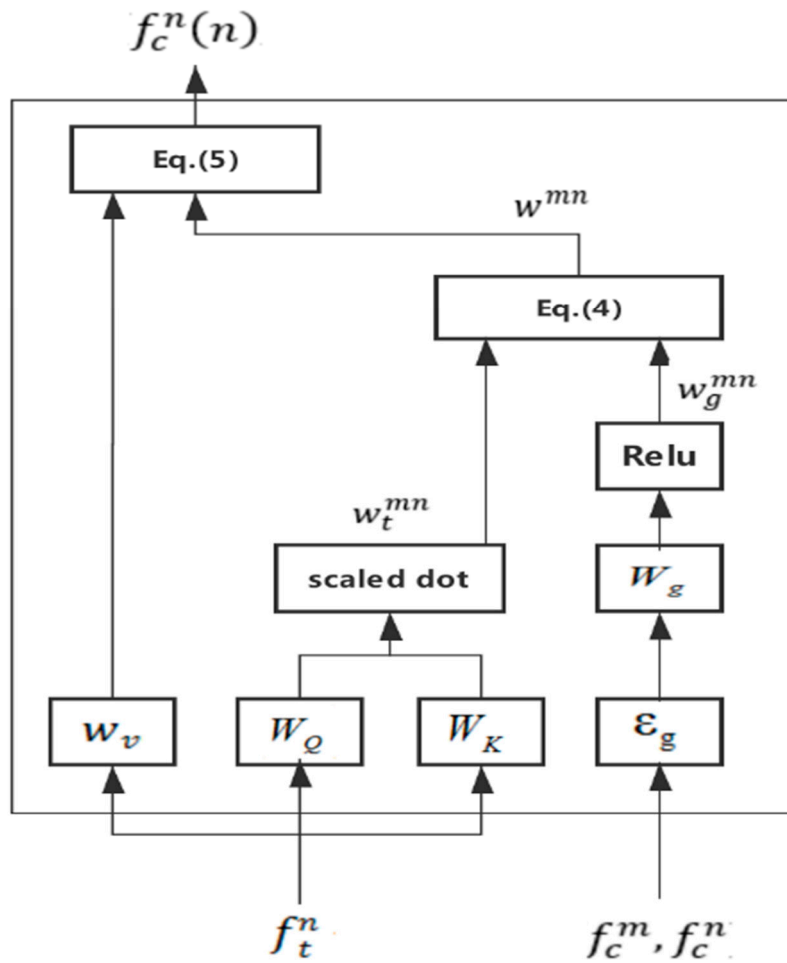 f_c^n(n)
Eq.(5)
w^{mn}
Eq.(4)
w_g^{mn}
Relu
w_t^{mn}
scaled dot
W_g
w_v
W_Q
W_K
ε_g
f_t^n
f_c^m, f_c^n